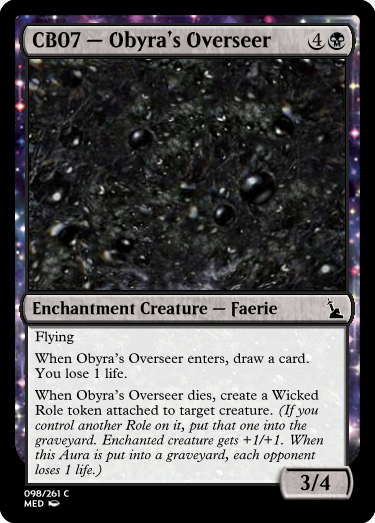 CB07 — Obyra's Overseer 4
Enchantment Creature — Faerie
Flying
When Obyra's Overseer enters, draw a card.
You lose 1 life.
When Obyra's Overseer dies, create a Wicked
Role token attached to target creature. (If you
control another Role on it, put that one into the
graveyard. Enchanted creature gets +1/+1. When
this Aura is put into a graveyard, each opponent
loses 1 life.)
3/4
098/261 C
MED